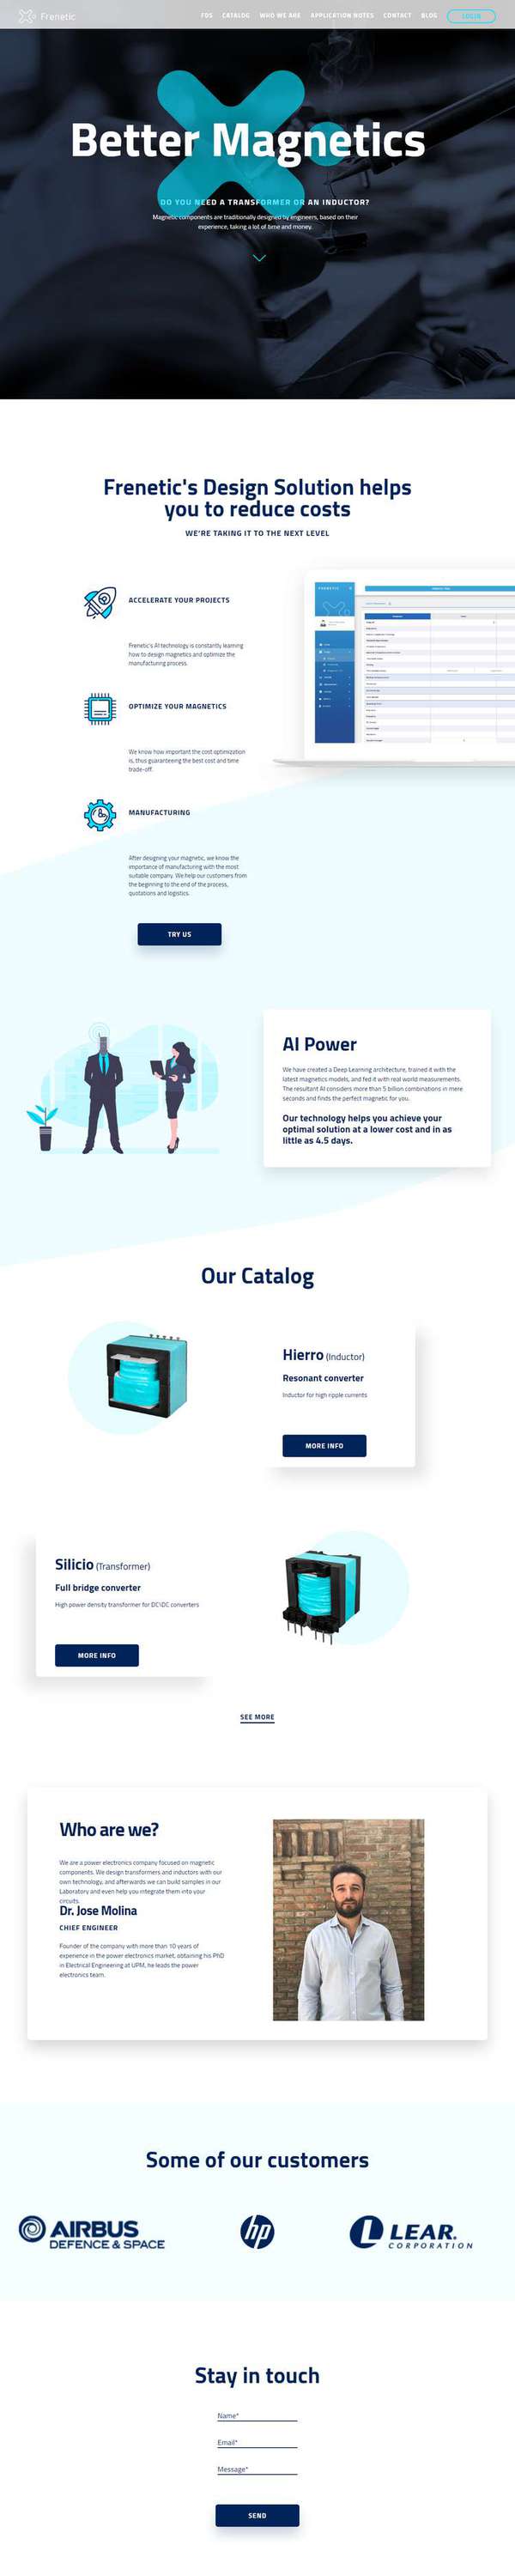 Frenetic
FDS CATALOG WHO WE ARE APPLICATION NOTES CONTACT BLOG LOGIN
Better Magnetics
DO YOU NEED A TRANSFORMER OR AN INDUCTOR?
Magnetic components are traditionally designed by engineers, based on their
experience, taking a lot of time and money.
Frenetic's Design Solution helps
you to reduce costs
WE'RE TAKING IT TO THE NEXT LEVEL
ACCELERATE YOUR PROJECTS
Frenetic's AI technology is constantly learning
how to design magnetics and optimize the
manufacturing process.
OPTIMIZE YOUR MAGNETICS
We know how important the cost optimization
is, thus guaranteeing the best cost and time
trade-off.
MANUFACTURING
After designing your magnetic, we know the
importance of manufacturing with the most
suitable company. We help our customers from
the beginning to the end of the process,
quotations and logistics.
TRY US
AI Power
We have created a Deep Learning architecture, trained it with the
latest magnetics models, and fed it with real world measurements.
The resultant AI considers more than 5 billion combinations in mere
seconds and finds the perfect magnetic for you.
Our technology helps you achieve your
optimal solution at a lower cost and in as
little as 4.5 days.
Our Catalog
Hierro (Inductor)
Resonant converter
Inductor for high ripple currents
MORE INFO
Silicio (Transformer)
Full bridge converter
High power density transformer for DC\DC converters
MORE INFO
SEE MORE
Who are we?
We are a power electronics company focused on magnetic
components. We design transformers and inductors with our
own technology, and afterwards we can build samples in our
Laboratory and even help you integrate them into your
circuits.
Dr. Jose Molina
CHIEF ENGINEER
Founder of the company with more than 10 years of
experience in the power electronics market, obtaining his PhD
in Electrical Engineering at UPM, he leads the power
electronics team.
Some of our customers
AIRBUS
DEFENCE & SPACE
hp
LEAR.
CORPORATION
Stay in touch
Name*
Email*
Message*
SEND